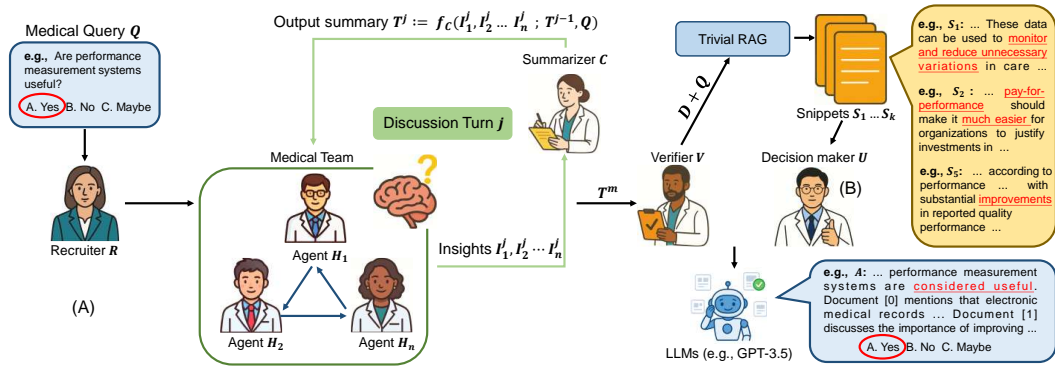 Medical Query Q
e.g., Are performance
measurement systems
useful?
A. Yes B. No C. Maybe
Recruiter R
(A)
Output summary T^j := f_C(I_1^j, I_2^j ... I_n^j ; T^{j-1}, Q)
Summarizer C
Discussion Turn j
Medical Team
?
Agent H_1
Agent H_2
Agent H_n
Insights I_1^j, I_2^j ⋯ I_n^j
T^m
Verifier V
D + Q
Trivial RAG
Snippets S_1 ... S_k
Decision maker U
(B)
LLMs (e.g., GPT-3.5)
e.g., S_1: ... These data
can be used to monitor
and reduce unnecessary
variations in care ...
e.g., S_2 : ... pay-for-
performance should
make it much easier for
organizations to justify
investments in ...
e.g., S_5: ... according to
performance ... with
substantial improvements
in reported quality
performance ...
e.g., A: ... performance measurement
systems are considered useful.
Document [0] mentions that electronic
medical records ... Document [1]
discusses the importance of improving ...
A. Yes B. No C. Maybe